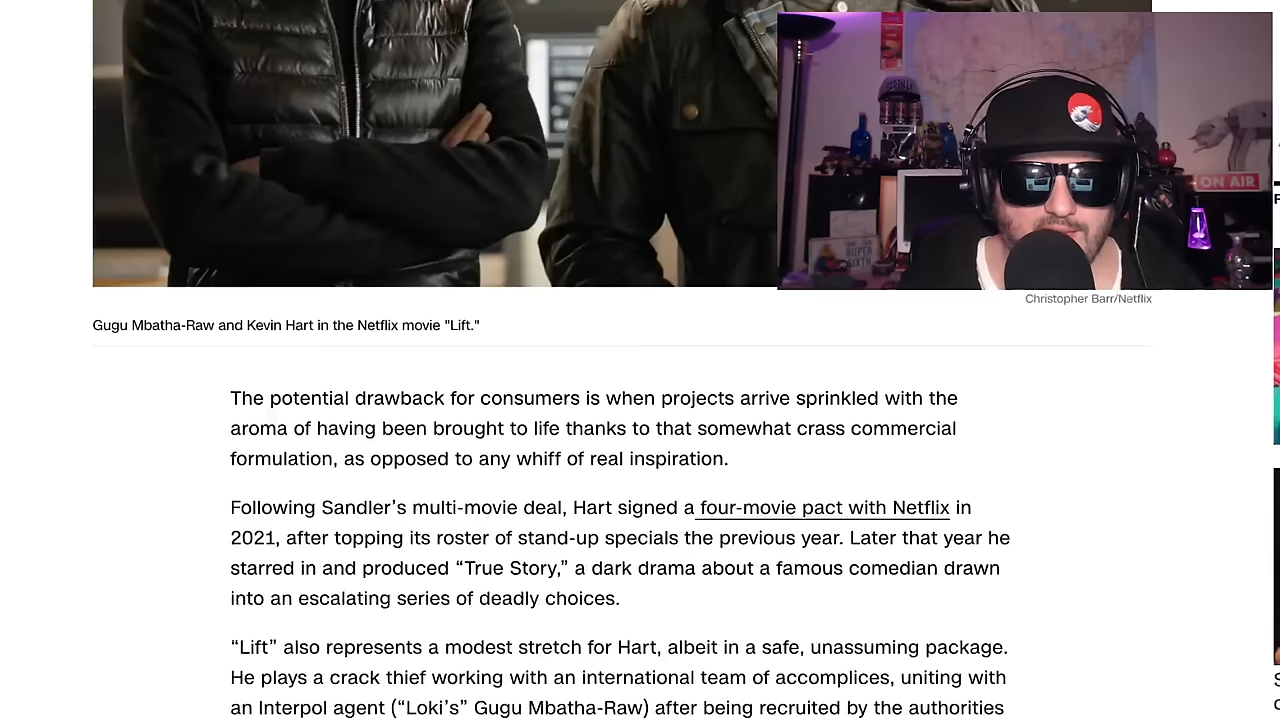 ON AIR
Christopher Barr/Netflix
Gugu Mbatha-Raw and Kevin Hart in the Netflix movie "Lift."
The potential drawback for consumers is when projects arrive sprinkled with the
aroma of having been brought to life thanks to that somewhat crass commercial
formulation, as opposed to any whiff of real inspiration.
Following Sandler’s multi-movie deal, Hart signed a four-movie pact with Netflix in
2021, after topping its roster of stand-up specials the previous year. Later that year he
starred in and produced “True Story,” a dark drama about a famous comedian drawn
into an escalating series of deadly choices.
“Lift” also represents a modest stretch for Hart, albeit in a safe, unassuming package.
He plays a crack thief working with an international team of accomplices, uniting with
an Interpol agent (“Loki’s” Gugu Mbatha-Raw) after being recruited by the authorities